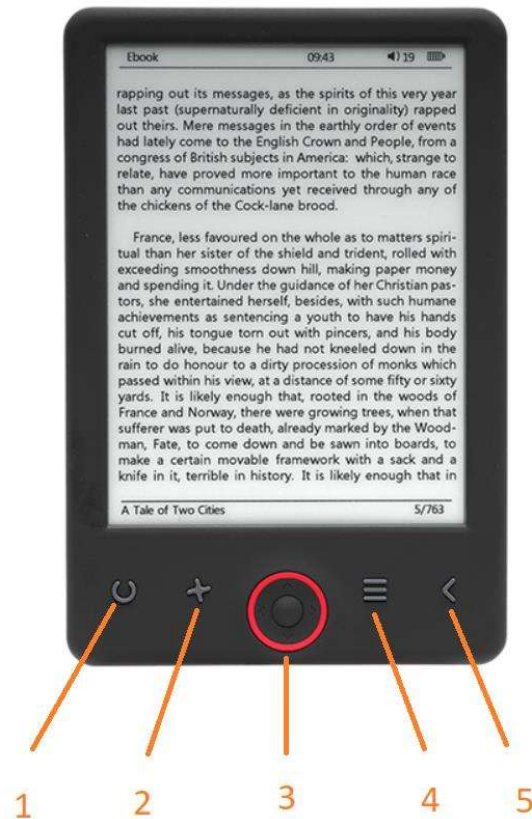 Ebook 09:43 19
rapping out its messages, as the spirits of this very year
last past (supernaturally deficient in originality) rapped
out theirs. Mere messages in the earthly order of events
had lately come to the English Crown and People, from a
congress of British subjects in America: which, strange to
relate, have proved more important to the human race
than any communications yet received through any of
the chickens of the Cock-lane brood.
France, less favoured on the whole as to matters spiri-
tual than her sister of the shield and trident, rolled with
exceeding smoothness down hill, making paper money
and spending it. Under the guidance of her Christian pas-
tors, she entertained herself, besides, with such humane
achievements as sentencing a youth to have his hands
cut off, his tongue torn out with pincers, and his body
burned alive, because he had not kneeled down in the
rain to do honour to a dirty procession of monks which
passed within his view, at a distance of some fifty or sixty
yards. It is likely enough that, rooted in the woods of
France and Norway, there were growing trees, when that
sufferer was put to death, already marked by the Wood-
man, Fate, to come down and be sawn into boards, to
make a certain movable framework with a sack and a
knife in it, terrible in history. It is likely enough that in
A Tale of Two Cities 5/763
1 2 3 4 5